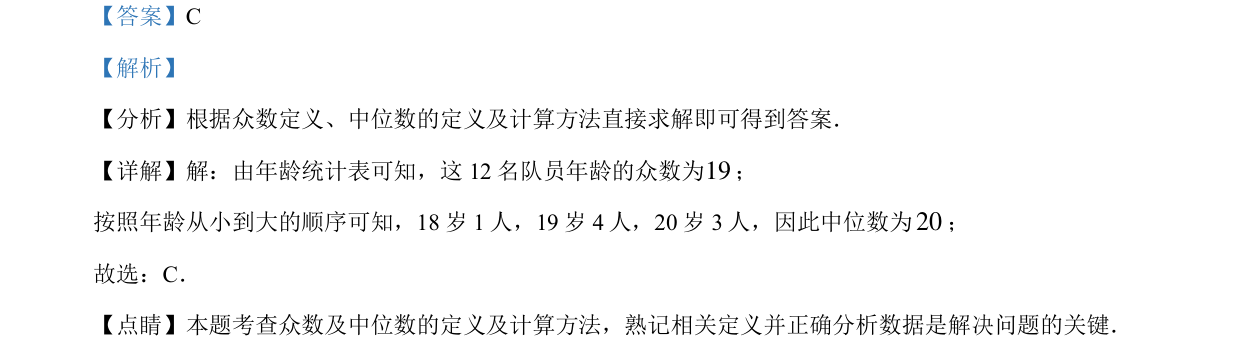 【答案】C
【解析】
【分析】根据众数定义、中位数的定义及计算方法直接求解即可得到答案．
【详解】解：由年龄统计表可知，这 12 名队员年龄的众数为19；
按照年龄从小到大的顺序可知，18 岁 1 人，19 岁 4 人，20 岁 3 人，因此中位数为 20；
故选：C．
【点睛】本题考查众数及中位数的定义及计算方法，熟记相关定义并正确分析数据是解决问题的关键．